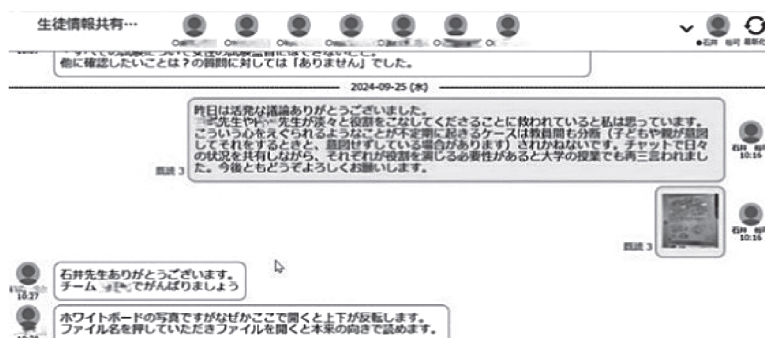 生徒情報共有…
石井 裕可
最新化
他に確認したいことは?の質問に対しては「ありません」でした。
2024-09-25 (水)
昨日は活発な議論ありがとうございました。
先生や 先生が淡々と役割をこなしてくださることに救われていると私は思っています。
こういう心をえぐられるようなことが不定期に起きるケースは教員間も分断(子どもや親が意図
してそれをするときと、意図せずしている場合があります)されかねないです。チャットで日々
の状況を共有しながら、それぞれが役割を演じる必要性があると大学の授業でも再三言われまし
た。今後ともどうぞよろしくお願いします。
既読 3
石井 裕可
10:16
既読 3
石井 裕可
10:16
石井先生ありがとうございます。
チーム でがんばりましょう
10:27
ホワイトボードの写真ですがなぜかここで開くと上下が反転します。
ファイル名を押していただきファイルを開くと本来の向きで読めます。